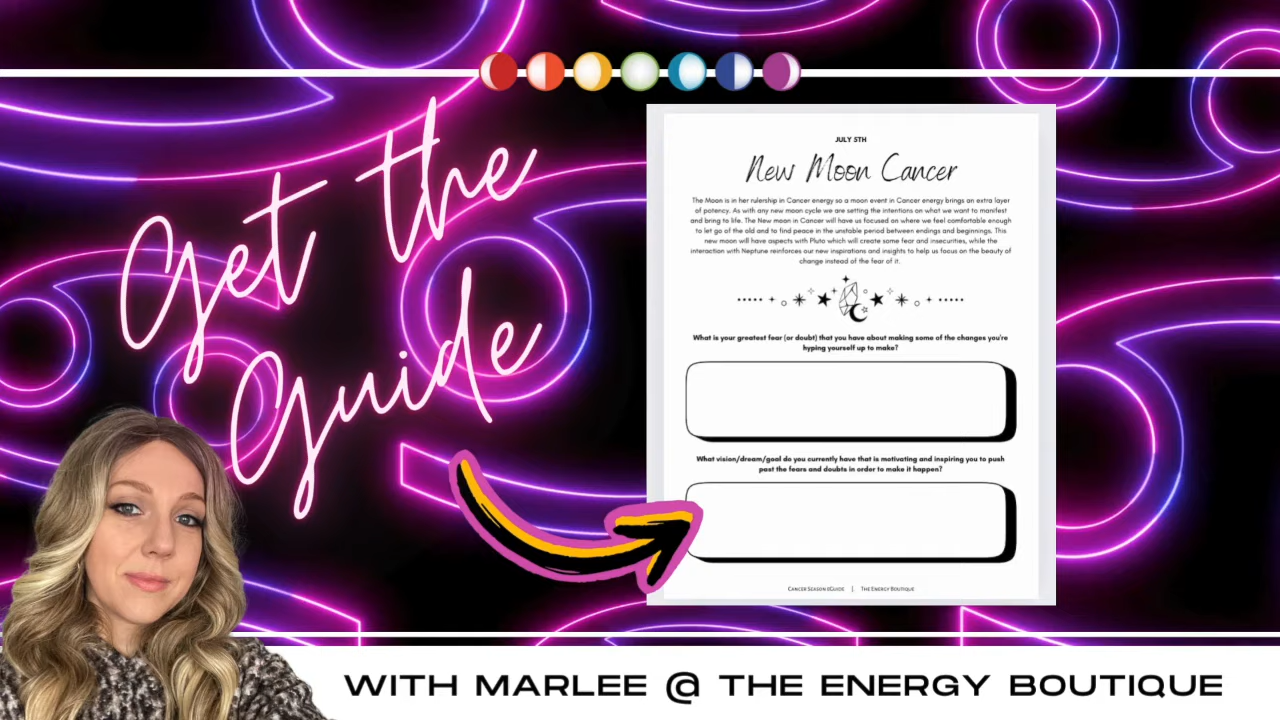 Get the
Guide
JULY 5TH
New Moon Cancer
The Moon is in her rulership in Cancer energy so a moon event in Cancer energy brings an extra layer
of potency. As with any new moon cycle we are setting the intentions on what we want to manifest
and bring to life. The New moon in Cancer will have us focused on where we feel comfortable enough
to let go of the old and to find peace in the unstable period between endings and beginnings. This
new moon will have aspects with Pluto which will create some fear and insecurities, while the
interaction with Neptune reinforces our new inspirations and insights to help us focus on the beauty of
change instead of the fear of it.
What is your greatest fear (or doubt) that you have about making some of the changes you're
hyping yourself up to make?
What vision/dream/goal do you currently have that is motivating and inspiring you to push
past the fears and doubts in order to make it happen?
Cancer Season eGuide | The Energy Boutique
WITH MARLEE @ THE ENERGY BOUTIQUE